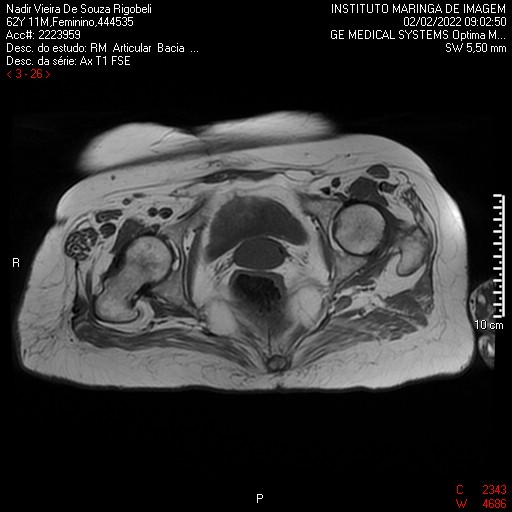 Nadir Vieira De Souza Rigobeli
62Y 11M,Feminino,444535
Acc#: 2223959
Desc. do estudo: RM Articular Bacia ...
Desc. da série: Ax T1 FSE
< 3 - 26 >
INSTITUTO MARINGA DE IMAGEM
02/02/2022 09:02:50
GE MEDICAL SYSTEMS Optima M...
SW 5,50 mm
R
10 cm
P
C 2343
W 4686